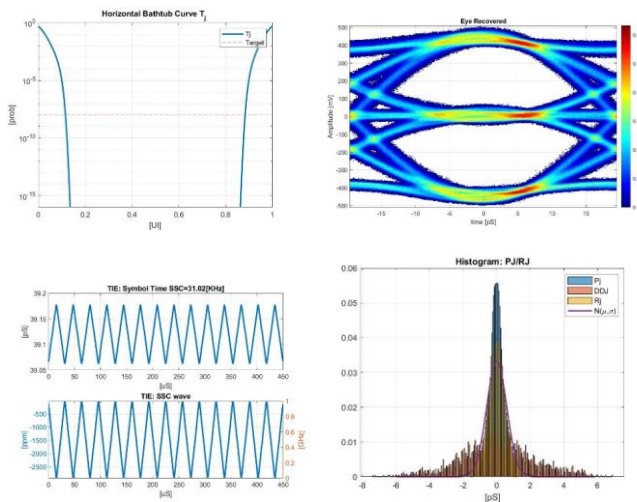 Horizontal Bathtub Curve Tj
Tj
Target
10^0
10^-5
[prob]
10^-10
10^-15
0
0.2
0.4
0.6
0.8
1
[UI]
Eye Recovered
500
400
300
200
100
0
-100
-200
-300
-400
-500
Amplitude [mV]
-20
-15
-10
-5
0
5
10
15
time [pS]
TIE: Symbol Time SSC=31.02[KHz]
39.2
39.15
39.1
39.05
[pS]
0 50 100 150 200 250 300 350 400 450
[uS]
TIE: SSC wave
-500
-1000
-1500
-2000
-2500
[ppm]
1
0.8
0.6
0.4
0.2
0
[GHz]
0 50 100 150 200 250 300 350 400 450
[uS]
Histogram: PJ/RJ
Pj
DDJ
Rj
N(μ,σ)
0.06
0.05
0.04
0.03
0.02
0.01
0
-8 -6 -4 -2 0 2 4 6 8
[pS]